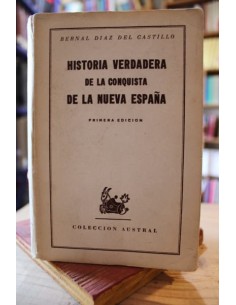 BERNAL DIAZ DEL CASTILLO
HISTORIA VERDADERA
DE LA CONQUISTA
DE LA NUEVA ESPAÑA
PRIMERA EDICION
COLECCION AUSTRAL